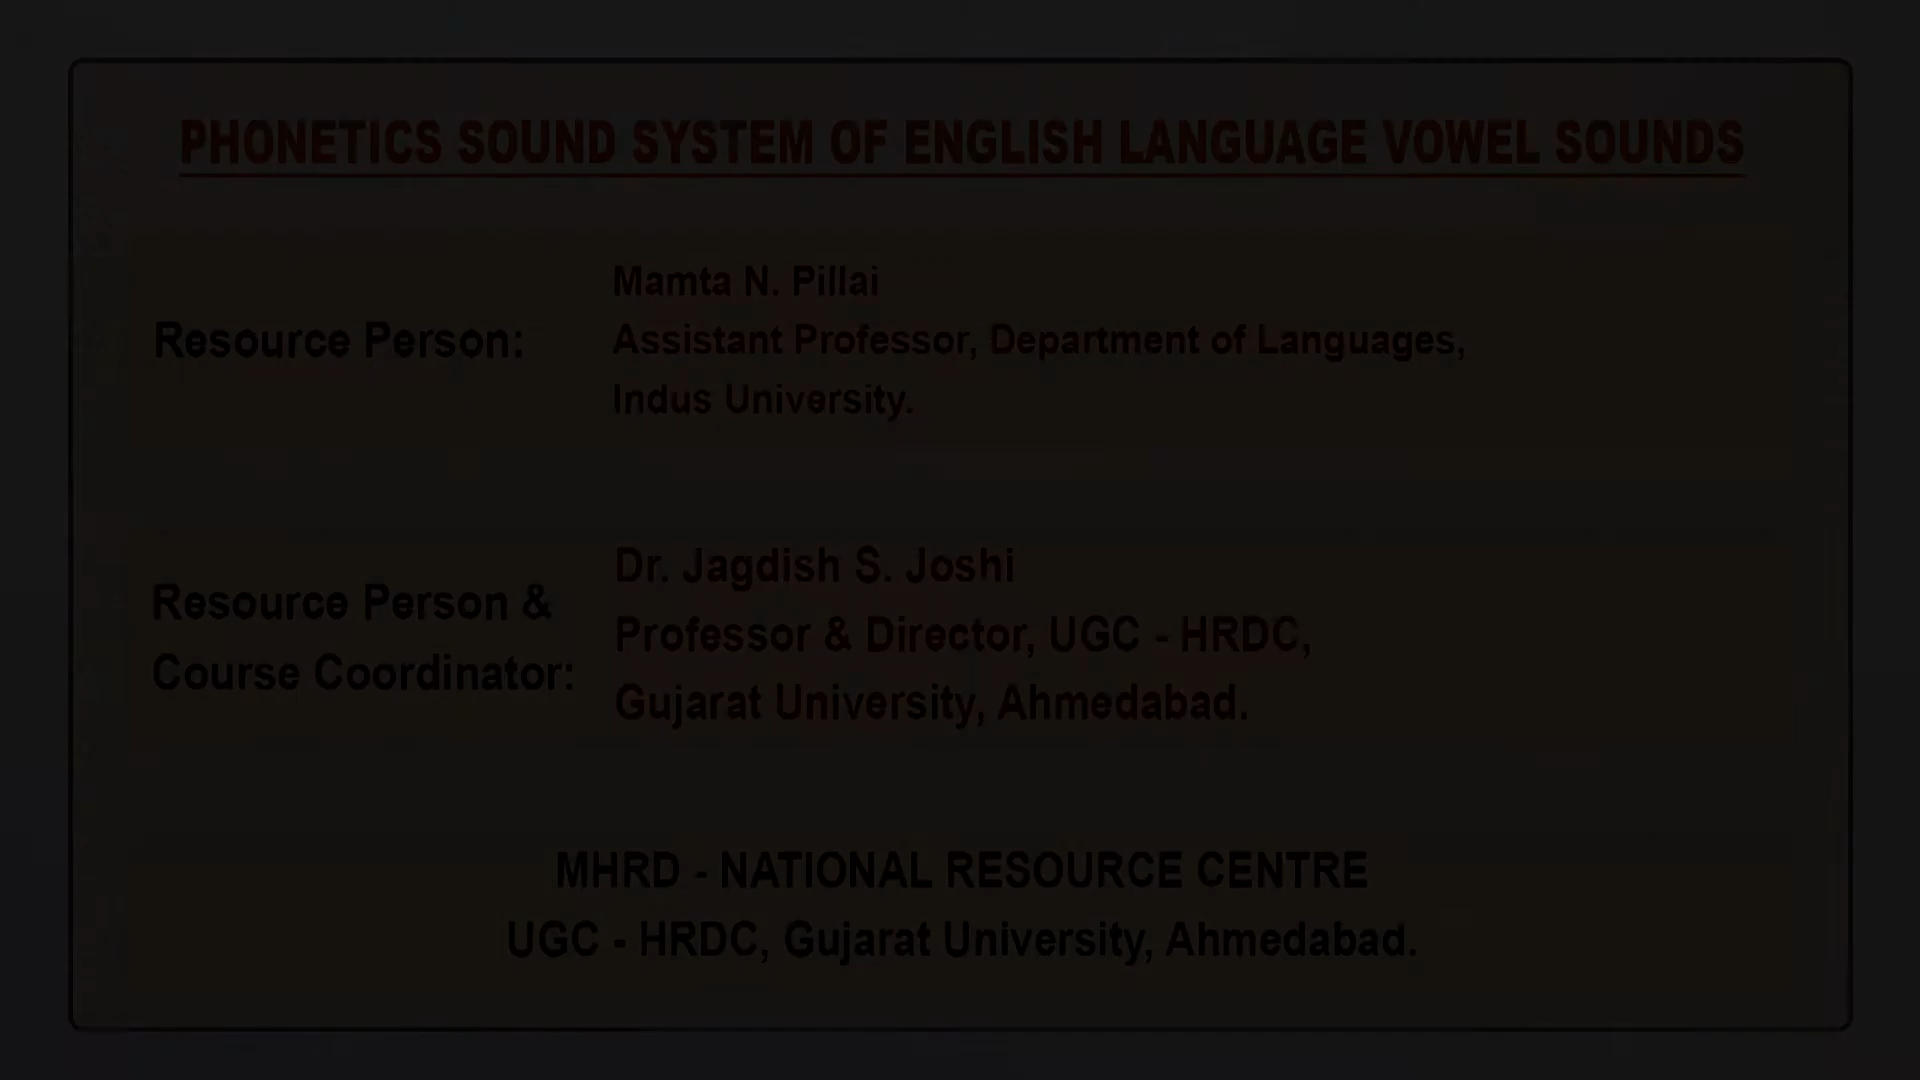 PHONETICS SOUND SYSTEM OF ENGLISH LANGUAGE VOWEL SOUNDS
Resource Person:
Mamta N. Pillai
Assistant Professor, Department of Languages,
Indus University.
Resource Person &
Course Coordinator:
Dr. Jagdish S. Joshi
Professor & Director, UGC - HRDC,
Gujarat University, Ahmedabad.
MHRD - NATIONAL RESOURCE CENTRE
UGC - HRDC, Gujarat University, Ahmedabad.